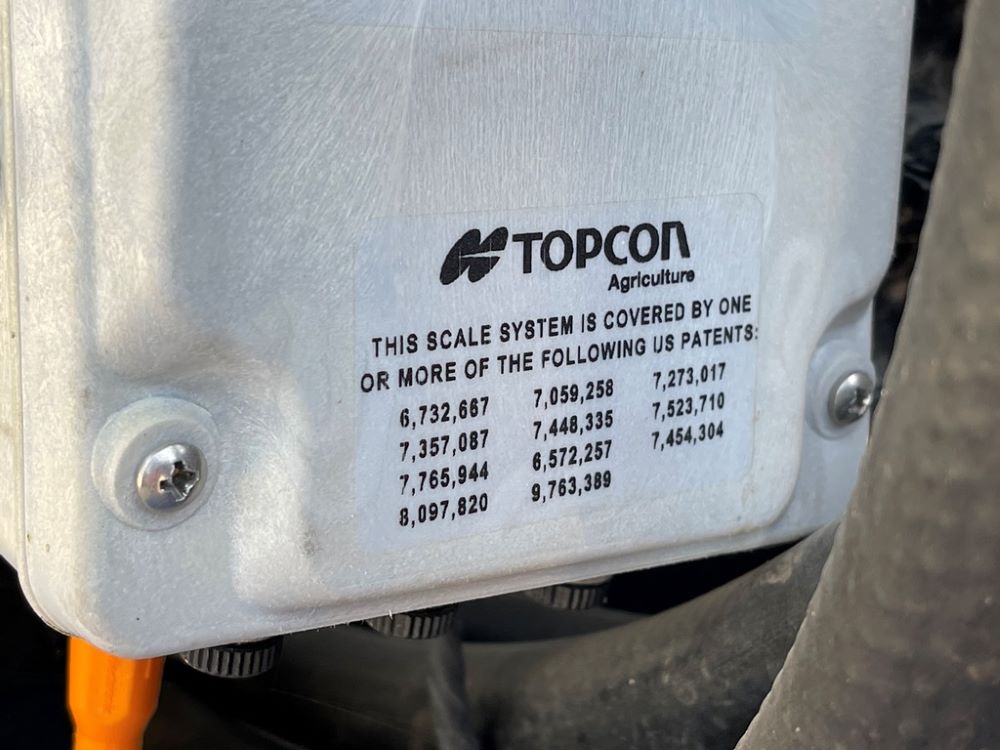 TOPCON
Agriculture
THIS SCALE SYSTEM IS COVERED BY ONE
OR MORE OF THE FOLLOWING US PATENTS:
6,732,667 7,059,258 7,273,017
7,357,087 7,448,335 7,523,710
7,765,944 6,572,257 7,454,304
8,097,820 9,763,389